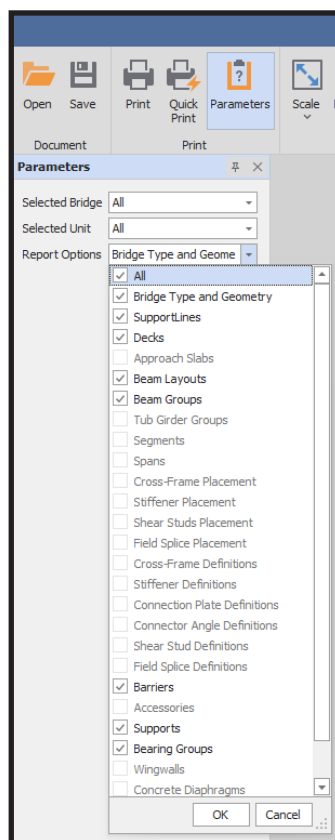 Open
Save
Print
Quick Print
Parameters
Scale
Document
Print
Parameters
Selected Bridge All
Selected Unit All
Report Options Bridge Type and Geome
All
Bridge Type and Geometry
SupportLines
Decks
Approach Slabs
Beam Layouts
Beam Groups
Tub Girder Groups
Segments
Spans
Cross-Frame Placement
Stiffener Placement
Shear Studs Placement
Field Splice Placement
Cross-Frame Definitions
Stiffener Definitions
Connection Plate Definitions
Connector Angle Definitions
Shear Stud Definitions
Field Splice Definitions
Barriers
Accessories
Supports
Bearing Groups
Wingwalls
Concrete Diaphragms
OK Cancel